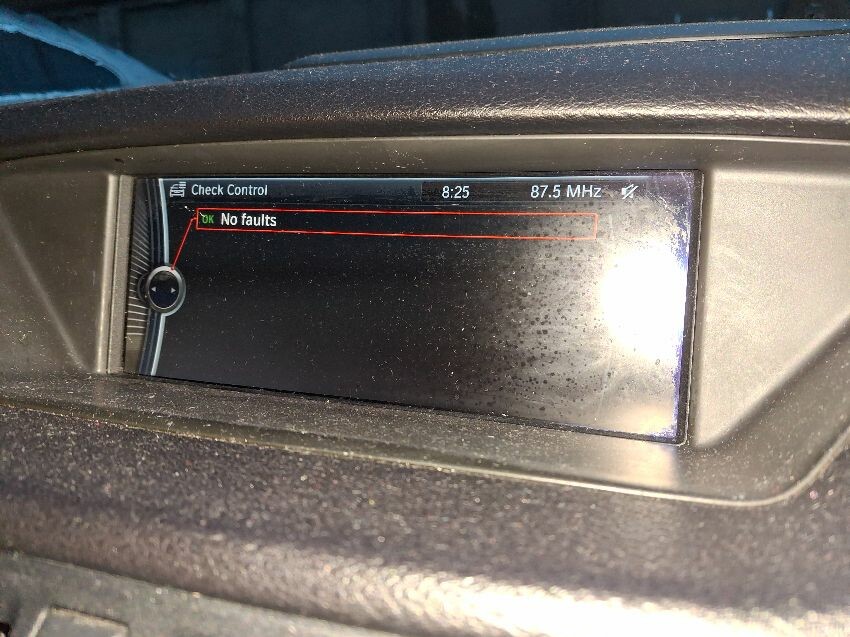 Check Control 8:25 87.5 MHz
OK No faults